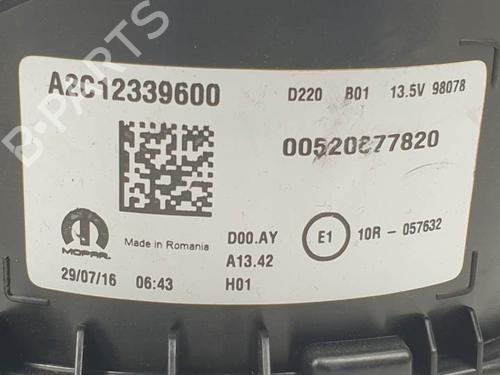 A2C12339600 D220 B01 13.5V 98078
00520877820
MOPAR
Made in Romania
D00.AY E1 10R - 057632
A13.42
29/07/16 06:43 H01
B-PARTS